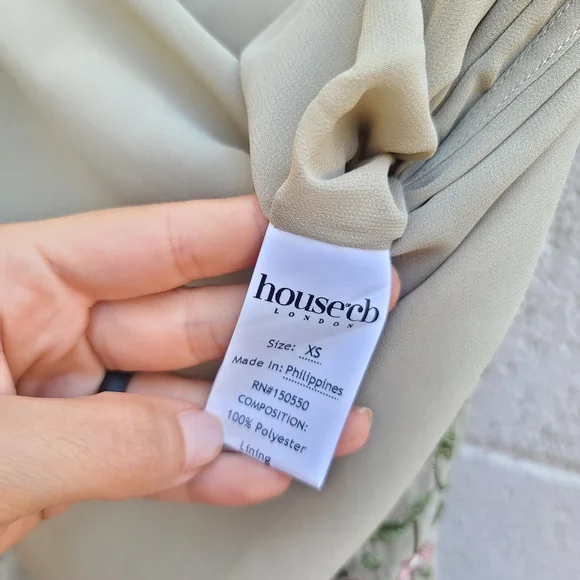 house of cb
LONDON
Size: XS
Made In: Philippines
RN#150550
COMPOSITION:
100% Polyester
Lining